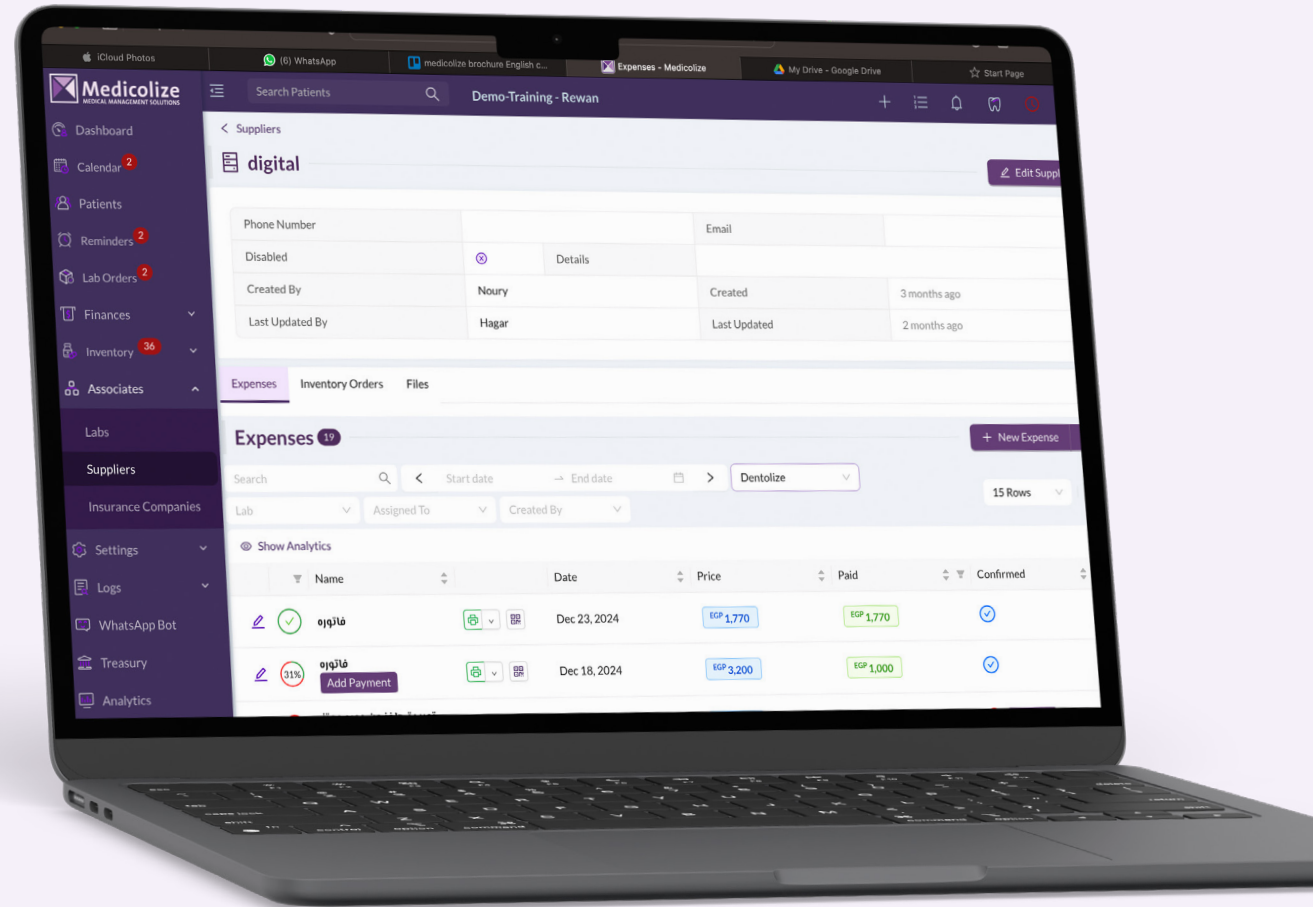 iCloud Photos
(6) WhatsApp
medicolize brochure English c...
Expenses - Medicolize
My Drive - Google Drive
Start Page
Medicolize
MEDICAL MANAGEMENT SOLUTIONS
Search Patients
Demo-Training - Rewan
Dashboard
Calendar 2
Patients
Reminders 2
Lab Orders 2
Finances
Inventory 36
Associates
Labs
Suppliers
Insurance Companies
Settings
Logs
WhatsApp Bot
Treasury
Analytics
Suppliers
digital
Edit Suppl
Phone Number
Email
Disabled
Details
Created By Noury
Created 3 months ago
Last Updated By Hagar
Last Updated 2 months ago
Expenses Inventory Orders Files
Expenses 19
+ New Expense
Search
Start date → End date
Dentolize
15 Rows
Lab
Assigned To
Created By
Show Analytics
Name Date Price Paid Confirmed
فاتوره Dec 23, 2024 EGP 1,770 EGP 1,770
31% فاتوره Dec 18, 2024 EGP 3,200 EGP 1,000
Add Payment
command
option
control
command
option